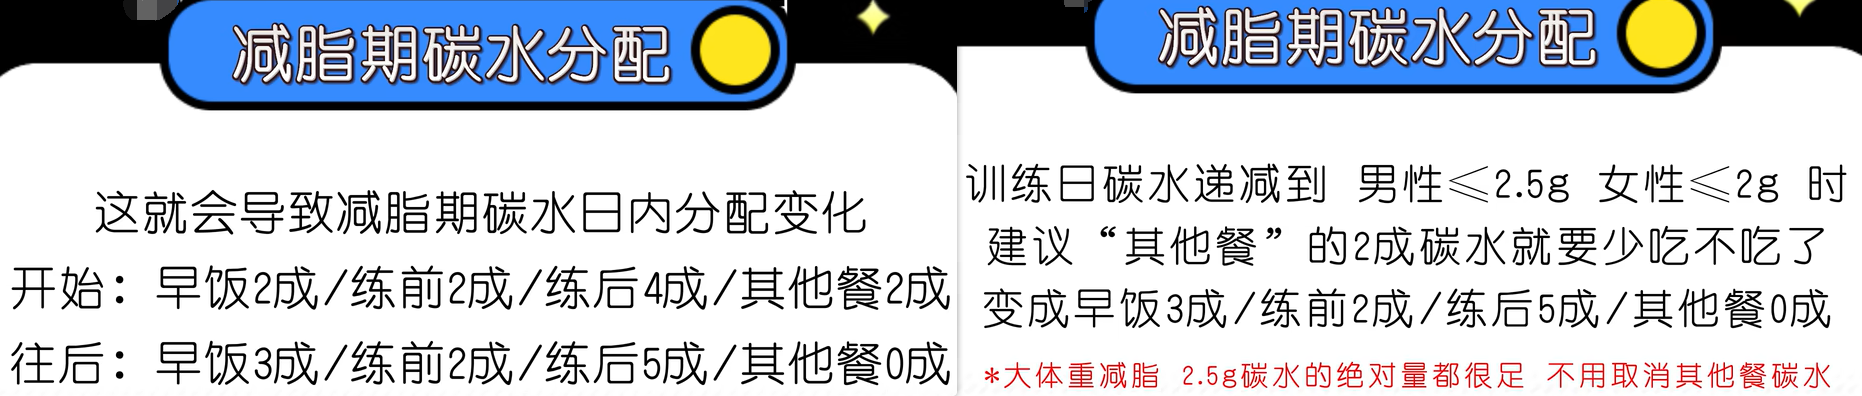 减脂期碳水分配
这就会导致减脂期碳水日内分配变化
开始：早饭2成/练前2成/练后4成/其他餐2成
往后：早饭3成/练前2成/练后5成/其他餐0成
减脂期碳水分配
训练日碳水递减到 男性≤2.5g 女性≤2g 时
建议“其他餐”的2成碳水就要少吃不吃了
变成早饭3成/练前2成/练后5成/其他餐0成
*大体重减脂 2.5g碳水的绝对量都很足 不用取消其他餐碳水